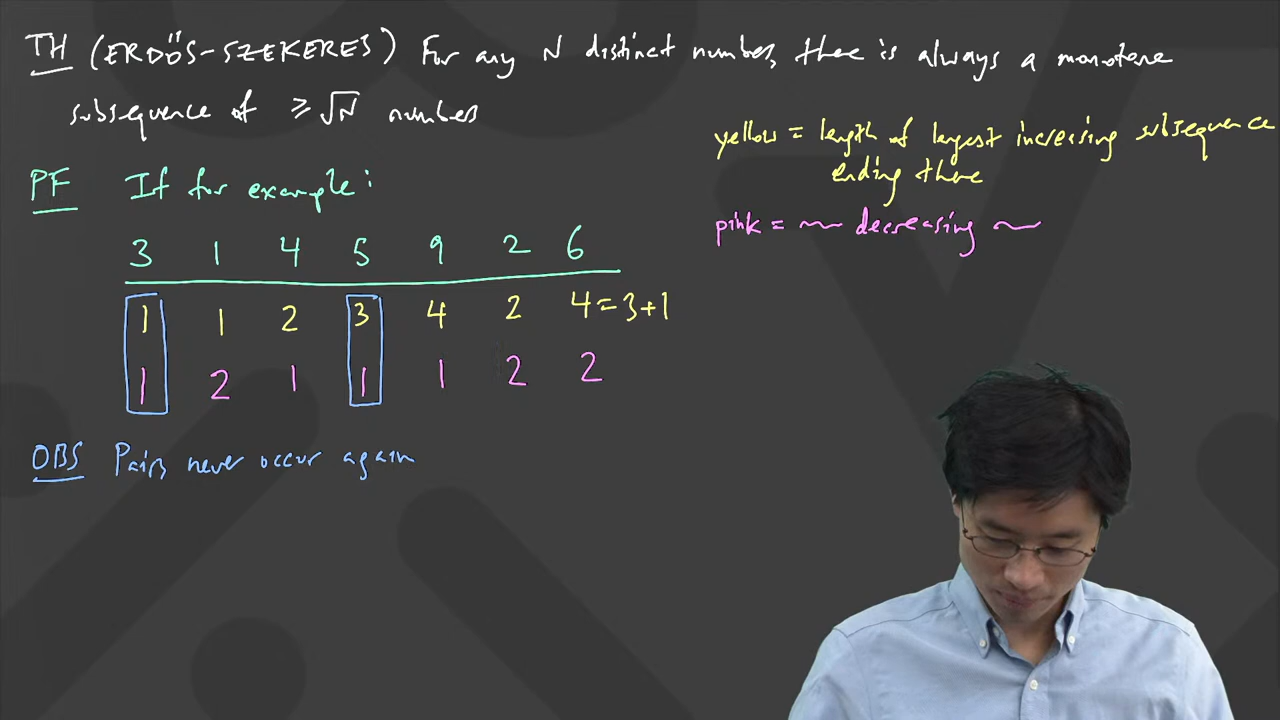 TH (ERDŐS-SZEKERES) For any N distinct number, there is always a monotone
subsequence of ≥ √N numbers
yellow = length of largest increasing subsequence
ending there
pink = ~ decreasing ~
PF If for example:
3 1 4 5 9 2 6
1 1 2 3 4 2 4=3+1
1 2 1 1 1 2 2
OBS Pairs never occur again